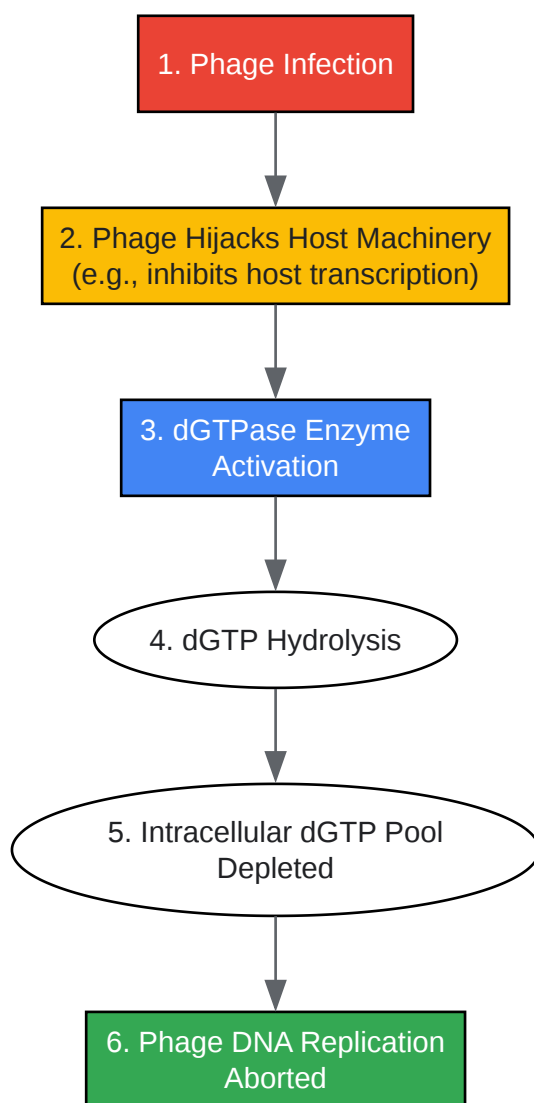 1. Phage Infection
2. Phage Hijacks Host Machinery
(e.g., inhibits host transcription)
3. dGTPase Enzyme
Activation
4. dGTP Hydrolysis
5. Intracellular dGTP Pool
Depleted
6. Phage DNA Replication
Aborted